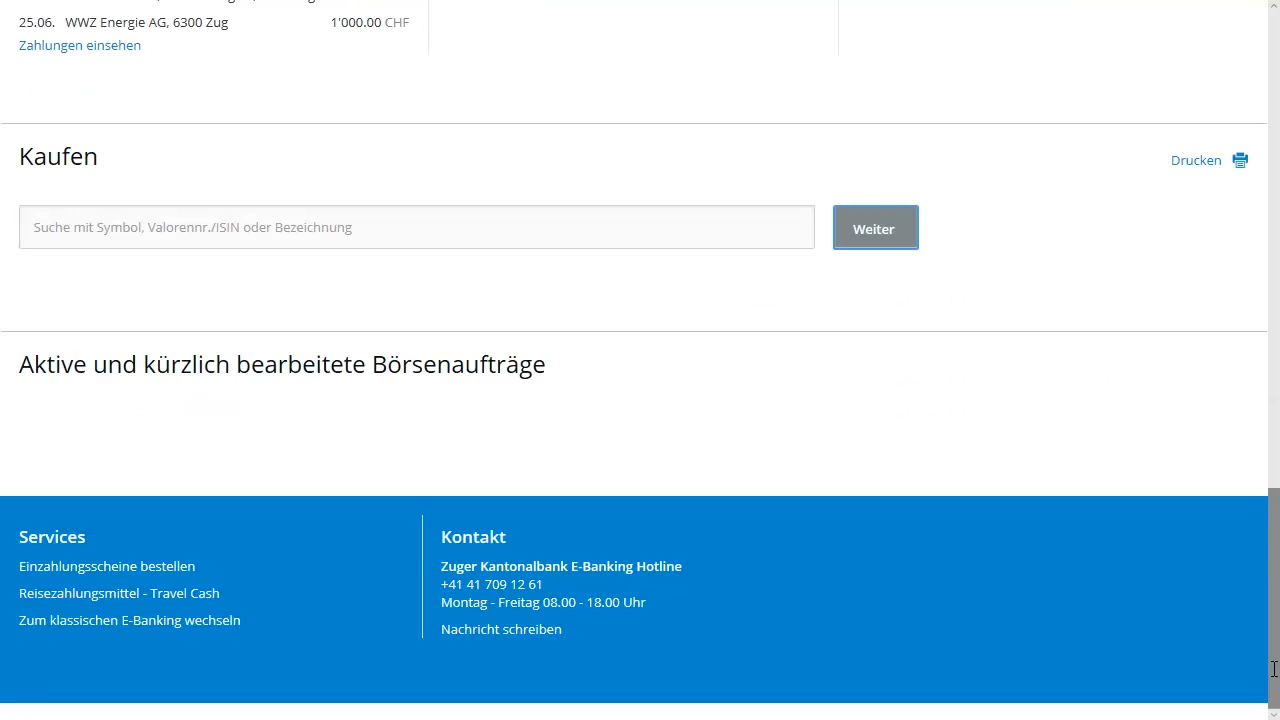 25.06. WWZ Energie AG, 6300 Zug 1'000.00 CHF
Zahlungen einsehen
Kaufen
Drucken
Suche mit Symbol, Valorennr./ISIN oder Bezeichnung
Weiter
Aktive und kürzlich bearbeitete Börsenaufträge
Services
Einzahlungsscheine bestellen
Reisezahlungsmittel - Travel Cash
Zum klassischen E-Banking wechseln
Kontakt
Zuger Kantonalbank E-Banking Hotline
+41 41 709 12 61
Montag - Freitag 08.00 - 18.00 Uhr
Nachricht schreiben